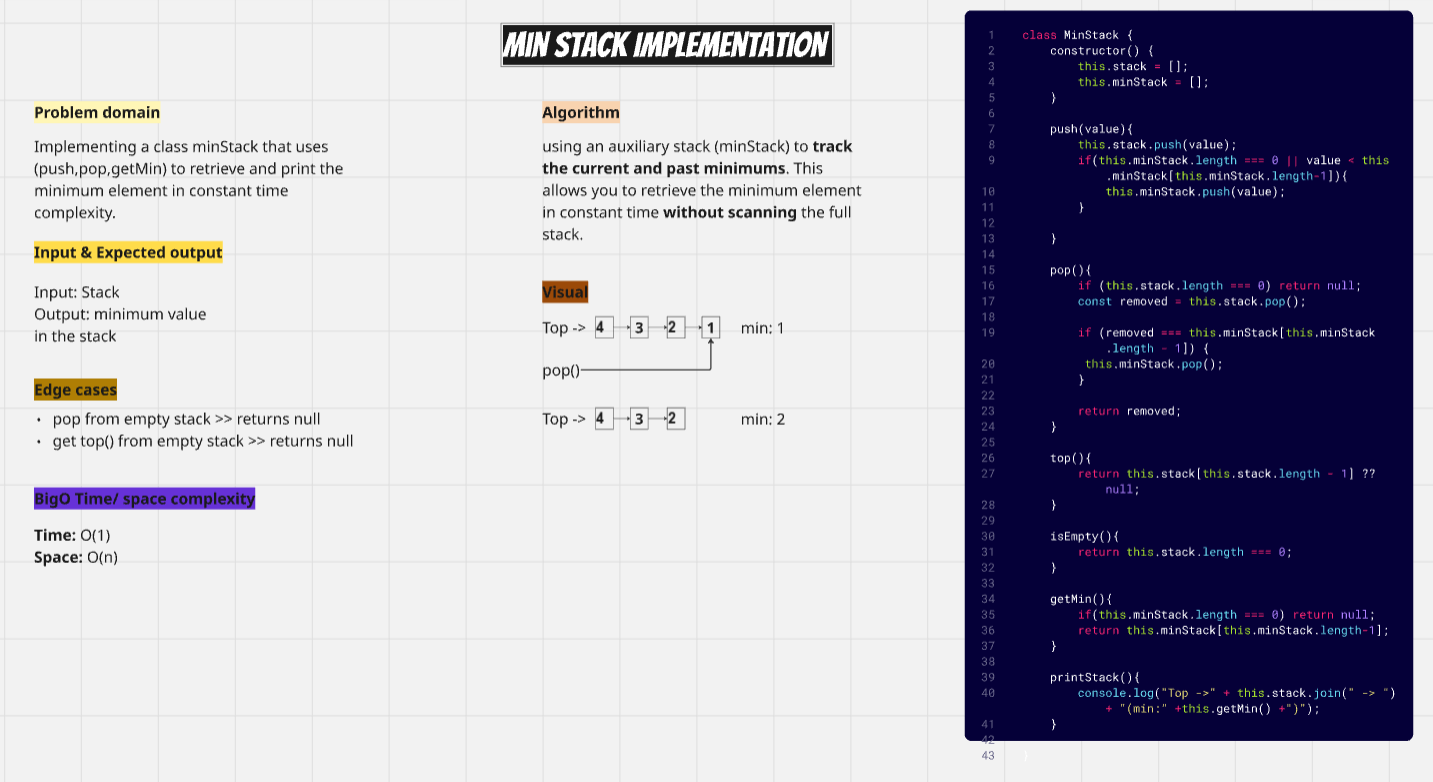 MIN STACK IMPLEMENTATION
Problem domain
Implementing a class minStack that uses
(push,pop,getMin) to retrieve and print the
minimum element in constant time
complexity.
Input & Expected output
Input: Stack
Output: minimum value
in the stack
Edge cases
• pop from empty stack >> returns null
• get top() from empty stack >> returns null
BigO Time/ space complexity
Time: O(1)
Space: O(n)
Algorithm
using an auxiliary stack (minStack) to track
the current and past minimums. This
allows you to retrieve the minimum element
in constant time without scanning the full
stack.
Visual
Top -> 4 3 2 1 min: 1
pop()
Top -> 4 3 2 min: 2
1 class MinStack {
2 constructor() {
3 this.stack = [];
4 this.minStack = [];
5 }
6
7 push(value){
8 this.stack.push(value);
9 if(this.minStack.length === 0 || value < this
.minStack[this.minStack.length-1]){
10 this.minStack.push(value);
11 }
12
13 }
14
15 pop(){
16 if (this.stack.length === 0) return null;
17 const removed = this.stack.pop();
18
19 if (removed === this.minStack[this.minStack
.length - 1]) {
20 this.minStack.pop();
21 }
22
23 return removed;
24 }
25
26 top(){
27 return this.stack[this.stack.length - 1] ??
null;
28 }
29
30 isEmpty(){
31 return this.stack.length === 0;
32 }
33
34 getMin(){
35 if(this.minStack.length === 0) return null;
36 return this.minStack[this.minStack.length-1];
37 }
38
39 printStack(){
40 console.log("Top ->" + this.stack.join(" -> ")
+ "(min:" +this.getMin() +")");
41 }
42
43 }